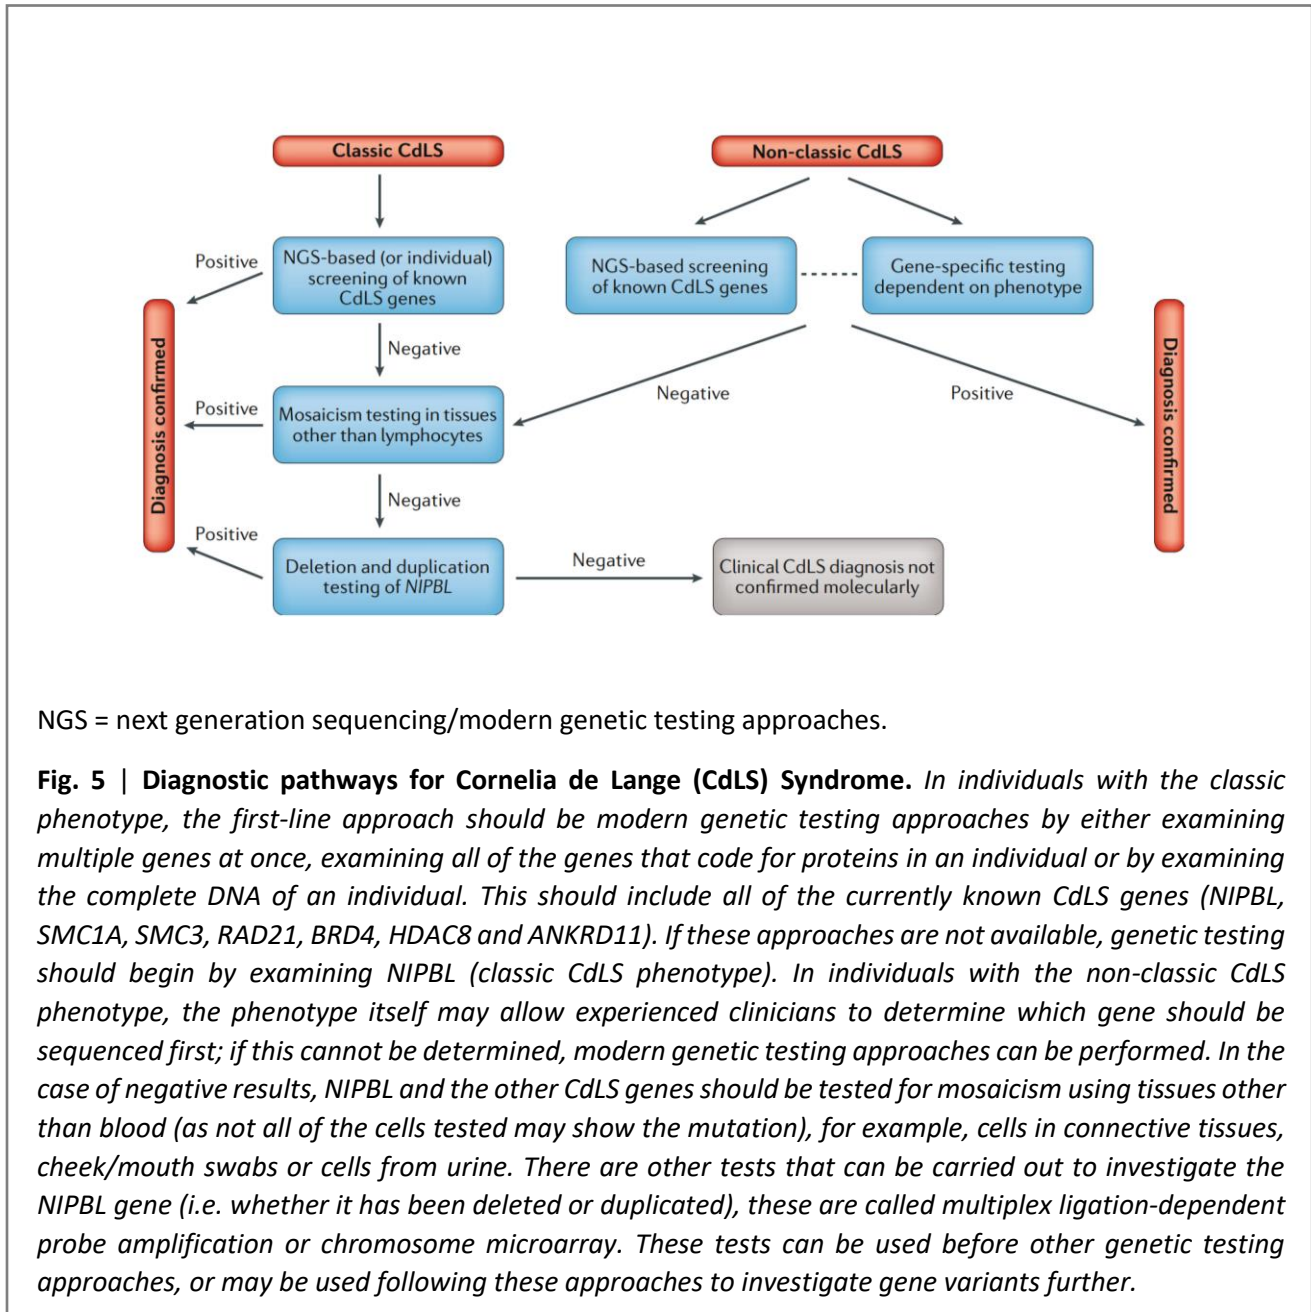 Classic CdLS
Non-classic CdLS
Positive
NGS-based (or individual)
screening of known
CdLS genes
NGS-based screening
of known CdLS genes
Gene-specific testing
dependent on phenotype
Diagnosis confirmed
Negative
Negative
Positive
Diagnosis confirmed
Positive
Mosaicism testing in tissues
other than lymphocytes
Negative
Positive
Deletion and duplication
testing of NIPBL
Negative
Clinical CdLS diagnosis not
confirmed molecularly
NGS = next generation sequencing/modern genetic testing approaches.
Fig. 5 | Diagnostic pathways for Cornelia de Lange (CdLS) Syndrome. In individuals with the classic
phenotype, the first-line approach should be modern genetic testing approaches by either examining
multiple genes at once, examining all of the genes that code for proteins in an individual or by examining
the complete DNA of an individual. This should include all of the currently known CdLS genes (NIPBL,
SMC1A, SMC3, RAD21, BRD4, HDAC8 and ANKRD11). If these approaches are not available, genetic testing
should begin by examining NIPBL (classic CdLS phenotype). In individuals with the non-classic CdLS
phenotype, the phenotype itself may allow experienced clinicians to determine which gene should be
sequenced first; if this cannot be determined, modern genetic testing approaches can be performed. In the
case of negative results, NIPBL and the other CdLS genes should be tested for mosaicism using tissues other
than blood (as not all of the cells tested may show the mutation), for example, cells in connective tissues,
cheek/mouth swabs or cells from urine. There are other tests that can be carried out to investigate the
NIPBL gene (i.e. whether it has been deleted or duplicated), these are called multiplex ligation-dependent
probe amplification or chromosome microarray. These tests can be used before other genetic testing
approaches, or may be used following these approaches to investigate gene variants further.